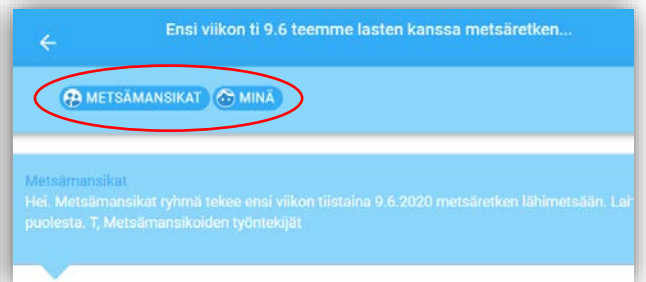 Ensi viikon ti 9.6 teemme lasten kanssa metsäretken...
METSÄMANSIKAT MINÄ
Metsämansikat
Hei. Metsämansikat ryhmä tekee ensi viikon tiistaina 9.6.2020 metsäretken lähimetsään.
puolesta. T, Metsämansikoiden työntekijät